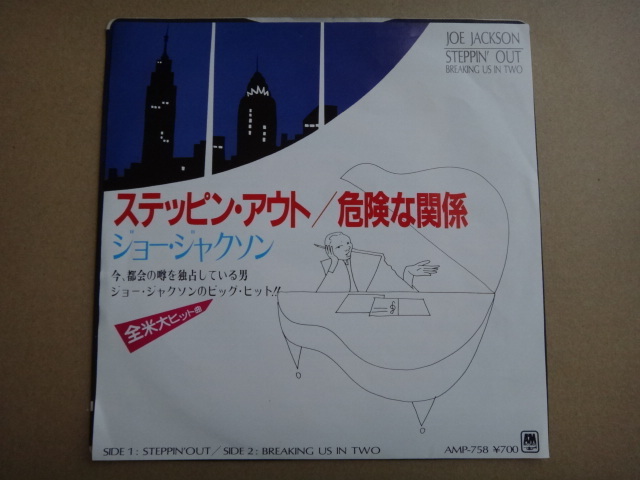 JOE JACKSON
STEPPIN' OUT
BREAKING US IN TWO
ステッピン・アウト/危険な関係
ジョー・ジャクソン
今、都会の噂を独占している男
ジョー・ジャクソンのビッグ・ヒット!!
全米大ヒット中
SIDE 1 : STEPPIN'OUT / SIDE 2 : BREAKING US IN TWO
AMP-758 ¥700
A&M